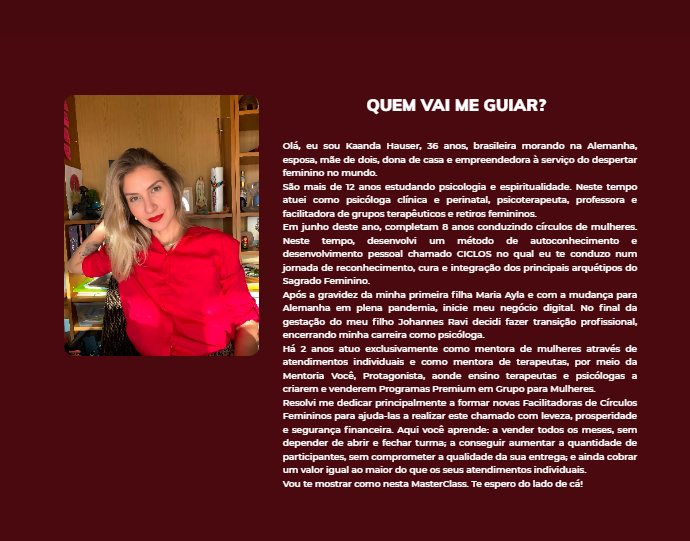 QUEM VAI ME GUIAR?
Olá, eu sou Kaanda Hauser, 36 anos, brasileira morando na Alemanha,
esposa, mãe de dois, dona de casa e empreendedora à serviço do despertar
feminino no mundo.
São mais de 12 anos estudando psicologia e espiritualidade. Neste tempo
atuei como psicóloga clínica e perinatal, psicoterapeuta, professora e
facilitadora de grupos terapêuticos e retiros femininos.
Em junho deste ano, completam 8 anos conduzindo círculos de mulheres.
Neste tempo, desenvolvi um método de autoconhecimento e
desenvolvimento pessoal chamado CICLOS no qual eu te conduzo num
jornada de reconhecimento, cura e integração dos principais arquétipos do
Sagrado Feminino.
Após a gravidez da minha primeira filha Maria Ayla e com a mudança para
Alemanha em plena pandemia, inicie meu negócio digital. No final da
gestação do meu filho Johannes Ravi decidi fazer transição profissional,
encerrando minha carreira como psicóloga.
Há 2 anos atuo exclusivamente como mentora de mulheres através de
atendimentos individuais e como mentora de terapeutas, por meio da
Mentoria Você, Protagonista, aonde ensino terapeutas e psicólogas a
criarem e venderem Programas Premium em Grupo para Mulheres.
Resolvi me dedicar principalmente a formar novas Facilitadoras de Círculos
Femininos para ajuda-las a realizar este chamado com leveza, prosperidade
e segurança financeira. Aqui você aprende: a vender todos os meses, sem
depender de abrir e fechar turma; a conseguir aumentar a quantidade de
participantes, sem comprometer a qualidade da sua entrega; e ainda cobrar
um valor igual ao maior do que os seus atendimentos individuais.
Vou te mostrar como nesta MasterClass. Te espero do lado de cá!